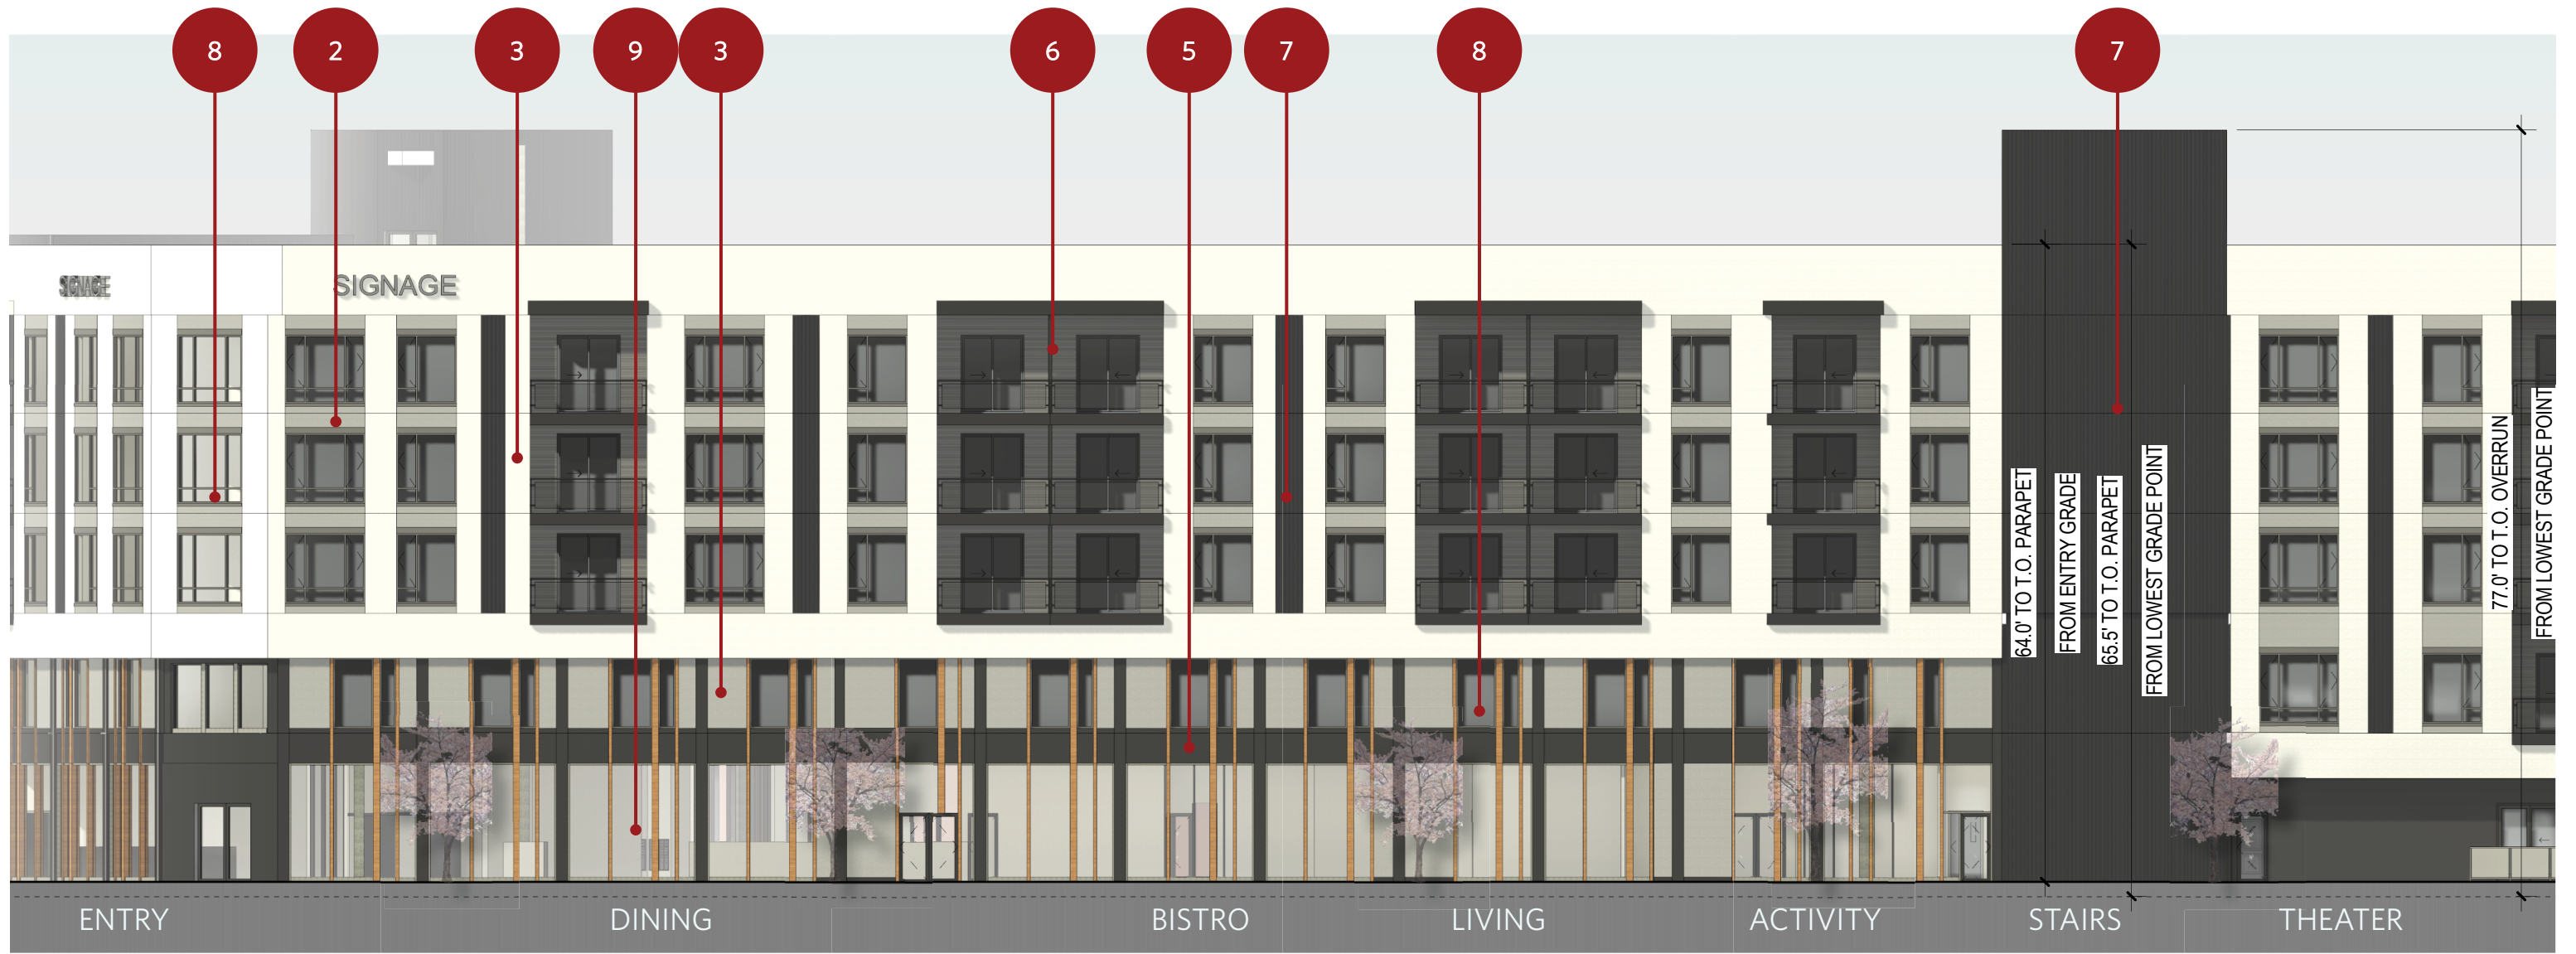 8
2
3
9
3
6
5
7
8
7
SIGNAGE
SIGNAGE
64.0' TO T.O. PARAPET
FROM ENTRY GRADE
65.5' TO T.O. PARAPET
FROM LOWEST GRADE POINT
77.0' TO T.O. OVERRUN
FROM LOWEST GRADE POINT
ENTRY
DINING
BISTRO
LIVING
ACTIVITY
STAIRS
THEATER